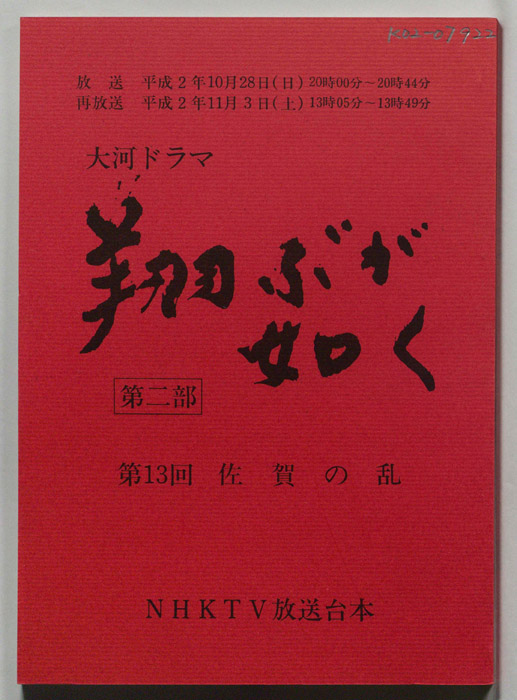 K02-07922
放送 平成2年10月28日(日)20時00分~20時44分
再放送 平成2年11月3日(土)13時05分~13時49分
大河ドラマ
翔ぶが
如く
第二部
第13回 佐賀の乱
NHKTV放送台本